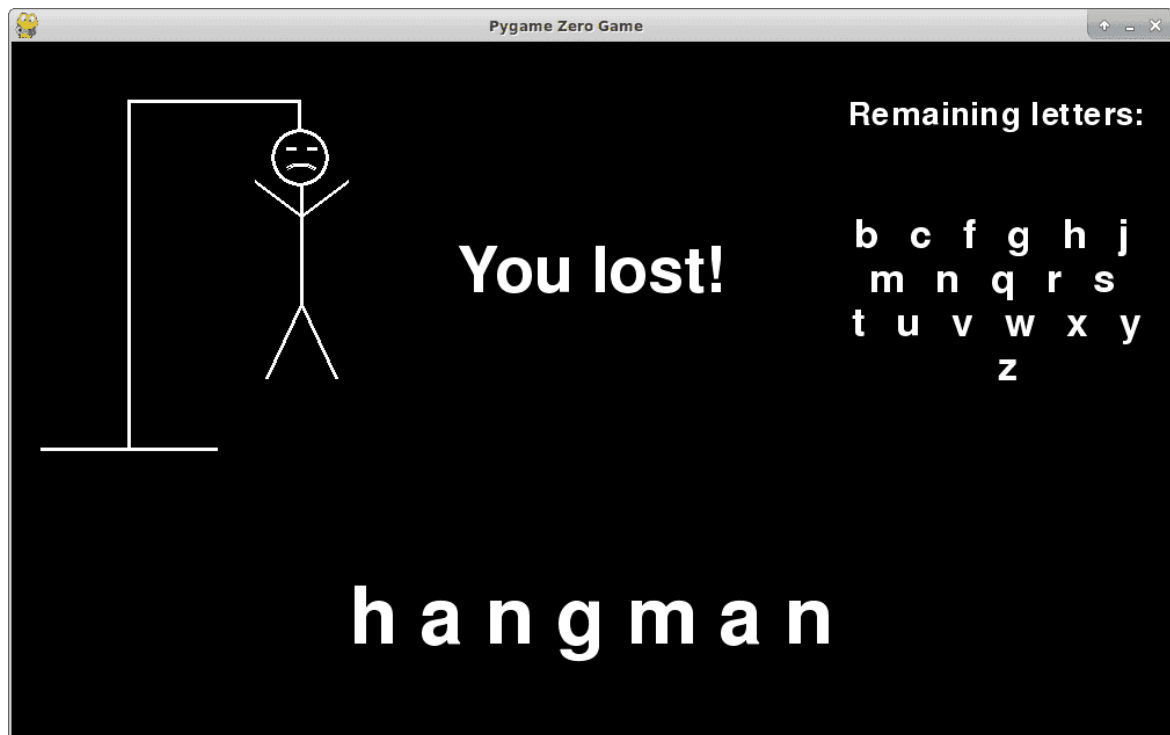 Pygame Zero Game
Remaining letters:
b c f g h j
m n q r s
t u v w x y
z
You lost!
h a n g m a n